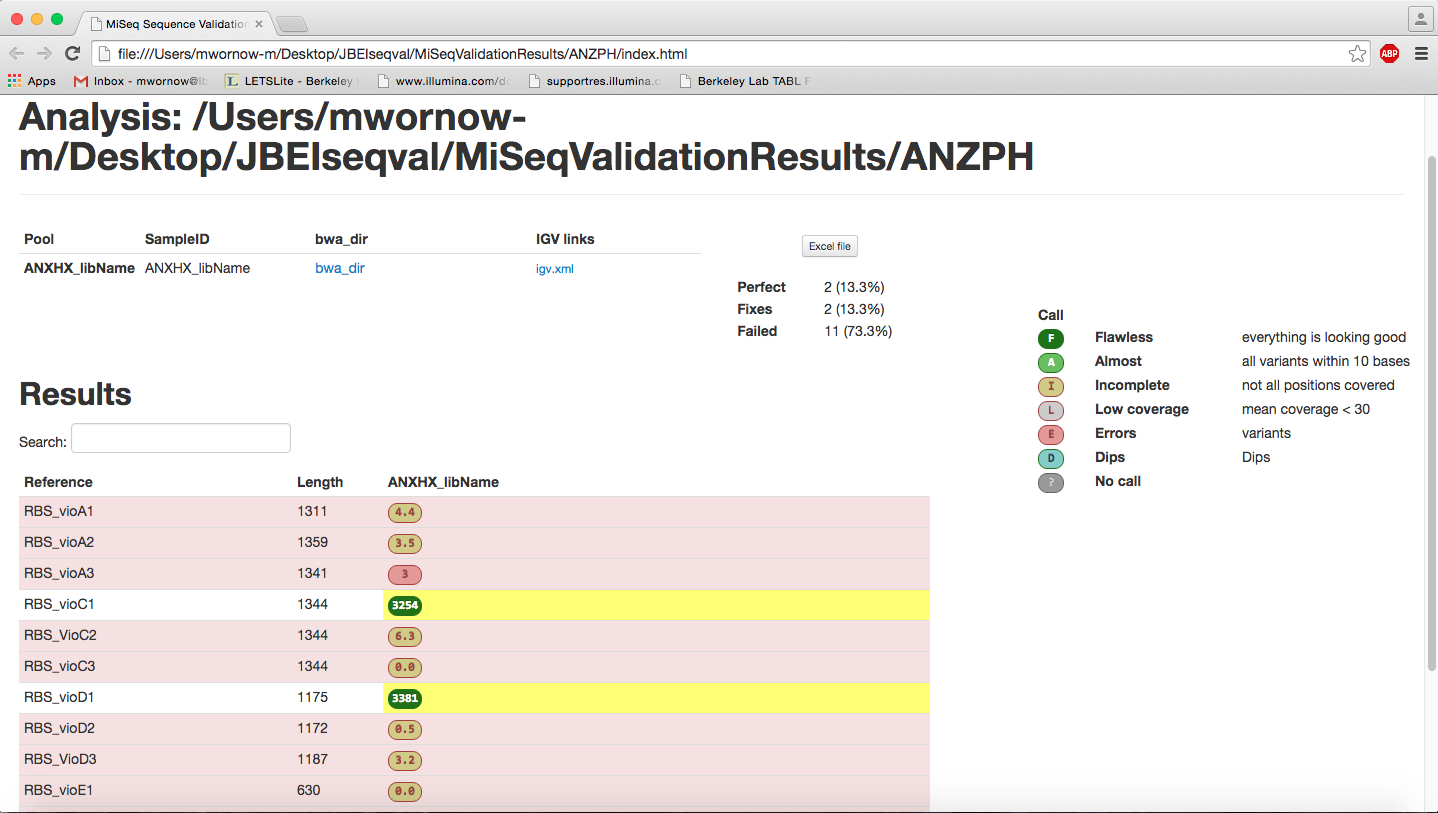 MiSeq Sequence Validation
file:///Users/mwornow-m/Desktop/JBEIseqval/MiSeqValidationResults/ANZPH/index.html
ABP
Apps Inbox - mwornow@lb LETSLite - Berkeley www.illumina.com/d supportres.illumina.c Berkeley Lab TABL F
Analysis: /Users/mwornow-
m/Desktop/JBEIseqval/MiSeqValidationResults/ANZPH
Pool SampleID bwa_dir IGV links
ANXHX_libName ANXHX_libName bwa_dir igv.xml
Excel file
Perfect 2 (13.3%)
Fixes 2 (13.3%)
Failed 11 (73.3%)
Call
F Flawless everything is looking good
A Almost all variants within 10 bases
I Incomplete not all positions covered
L Low coverage mean coverage < 30
E Errors variants
D Dips Dips
? No call
Results
Search:
Reference Length ANXHX_libName
RBS_vioA1 1311 4.4
RBS_vioA2 1359 3.5
RBS_vioA3 1341 3
RBS_vioC1 1344 3254
RBS_VioC2 1344 6.3
RBS_vioC3 1344 0.0
RBS_vioD1 1175 3381
RBS_vioD2 1172 0.5
RBS_VioD3 1187 3.2
RBS_vioE1 630 0.0